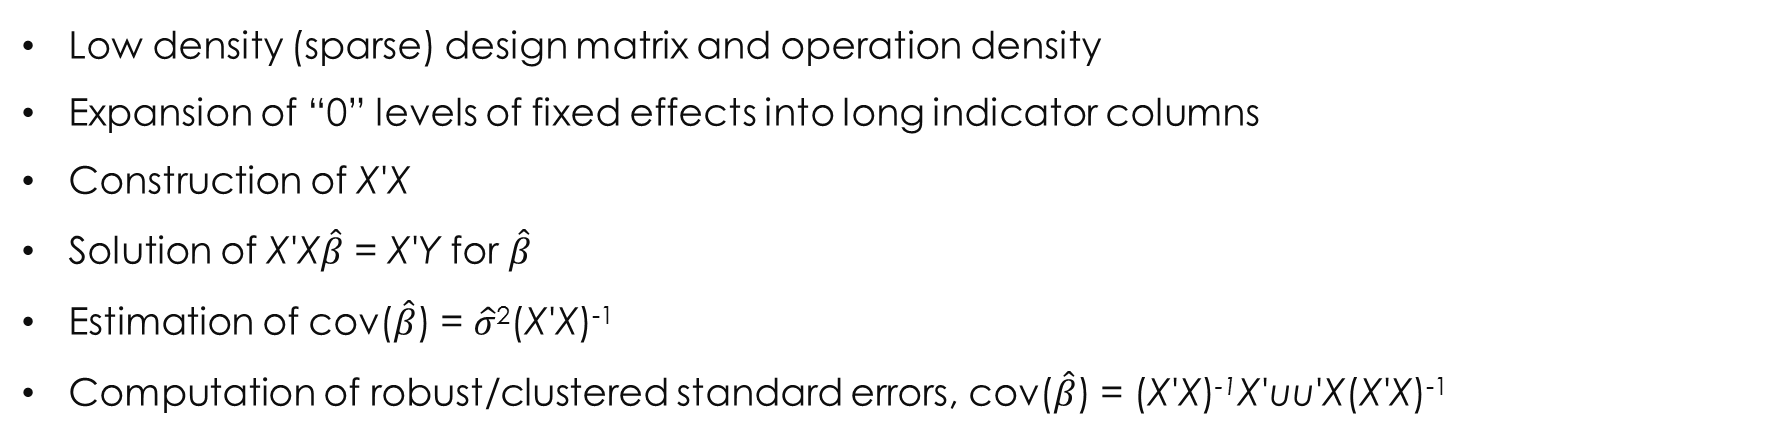 • Low density (sparse) design matrix and operation density
• Expansion of “0” levels of fixed effects into long indicator columns
• Construction of X'X
• Solution of X'Xβ̂ = X'Y for β̂
• Estimation of cov(β̂) = σ̂²(X'X)⁻¹
• Computation of robust/clustered standard errors, cov(β̂) = (X'X)⁻¹X'uu'X(X'X)⁻¹